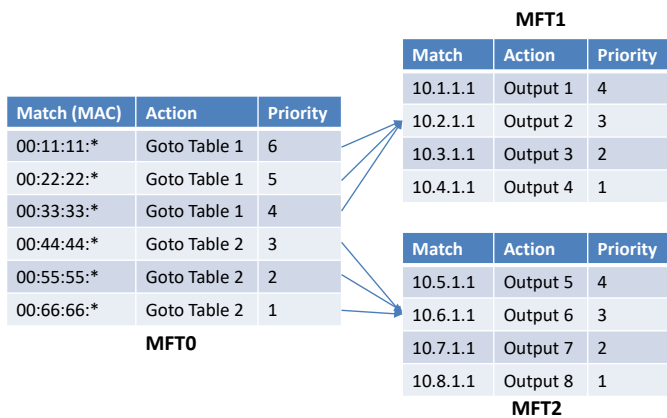 MFT1
Match Action Priority
10.1.1.1 Output 1 4
10.2.1.1 Output 2 3
10.3.1.1 Output 3 2
10.4.1.1 Output 4 1
Match (MAC) Action Priority
00:11:11:* Goto Table 1 6
00:22:22:* Goto Table 1 5
00:33:33:* Goto Table 1 4
00:44:44:* Goto Table 2 3
00:55:55:* Goto Table 2 2
00:66:66:* Goto Table 2 1
MFT0
Match Action Priority
10.5.1.1 Output 5 4
10.6.1.1 Output 6 3
10.7.1.1 Output 7 2
10.8.1.1 Output 8 1
MFT2